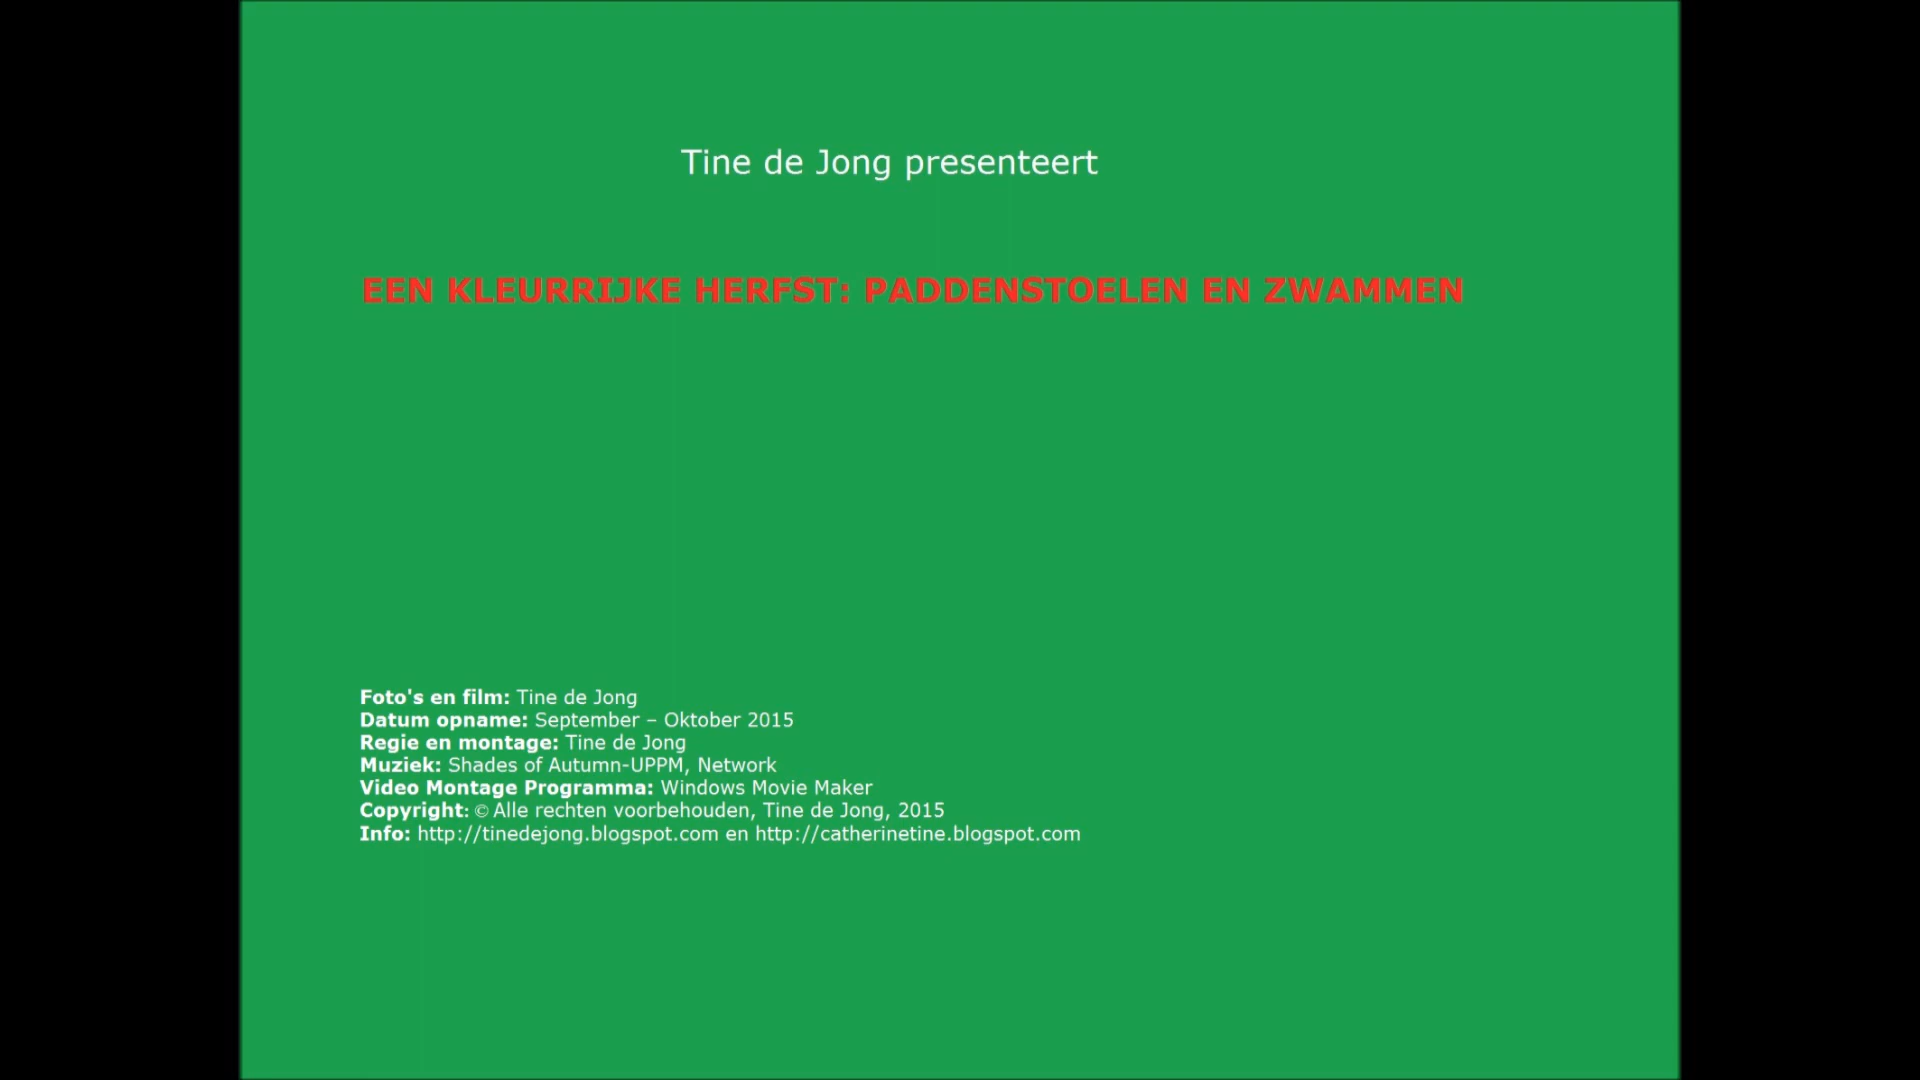 Tine de Jong presenteert
EEN KLEURRIJKE HERFST: PADDENSTOELEN EN ZWAMMEN
Foto's en film: Tine de Jong
Datum opname: September – Oktober 2015
Regie en montage: Tine de Jong
Muziek: Shades of Autumn-UPPM, Network
Video Montage Programma: Windows Movie Maker
Copyright: © Alle rechten voorbehouden, Tine de Jong, 2015
Info: http://tinedejong.blogspot.com en http://catherinetine.blogspot.com